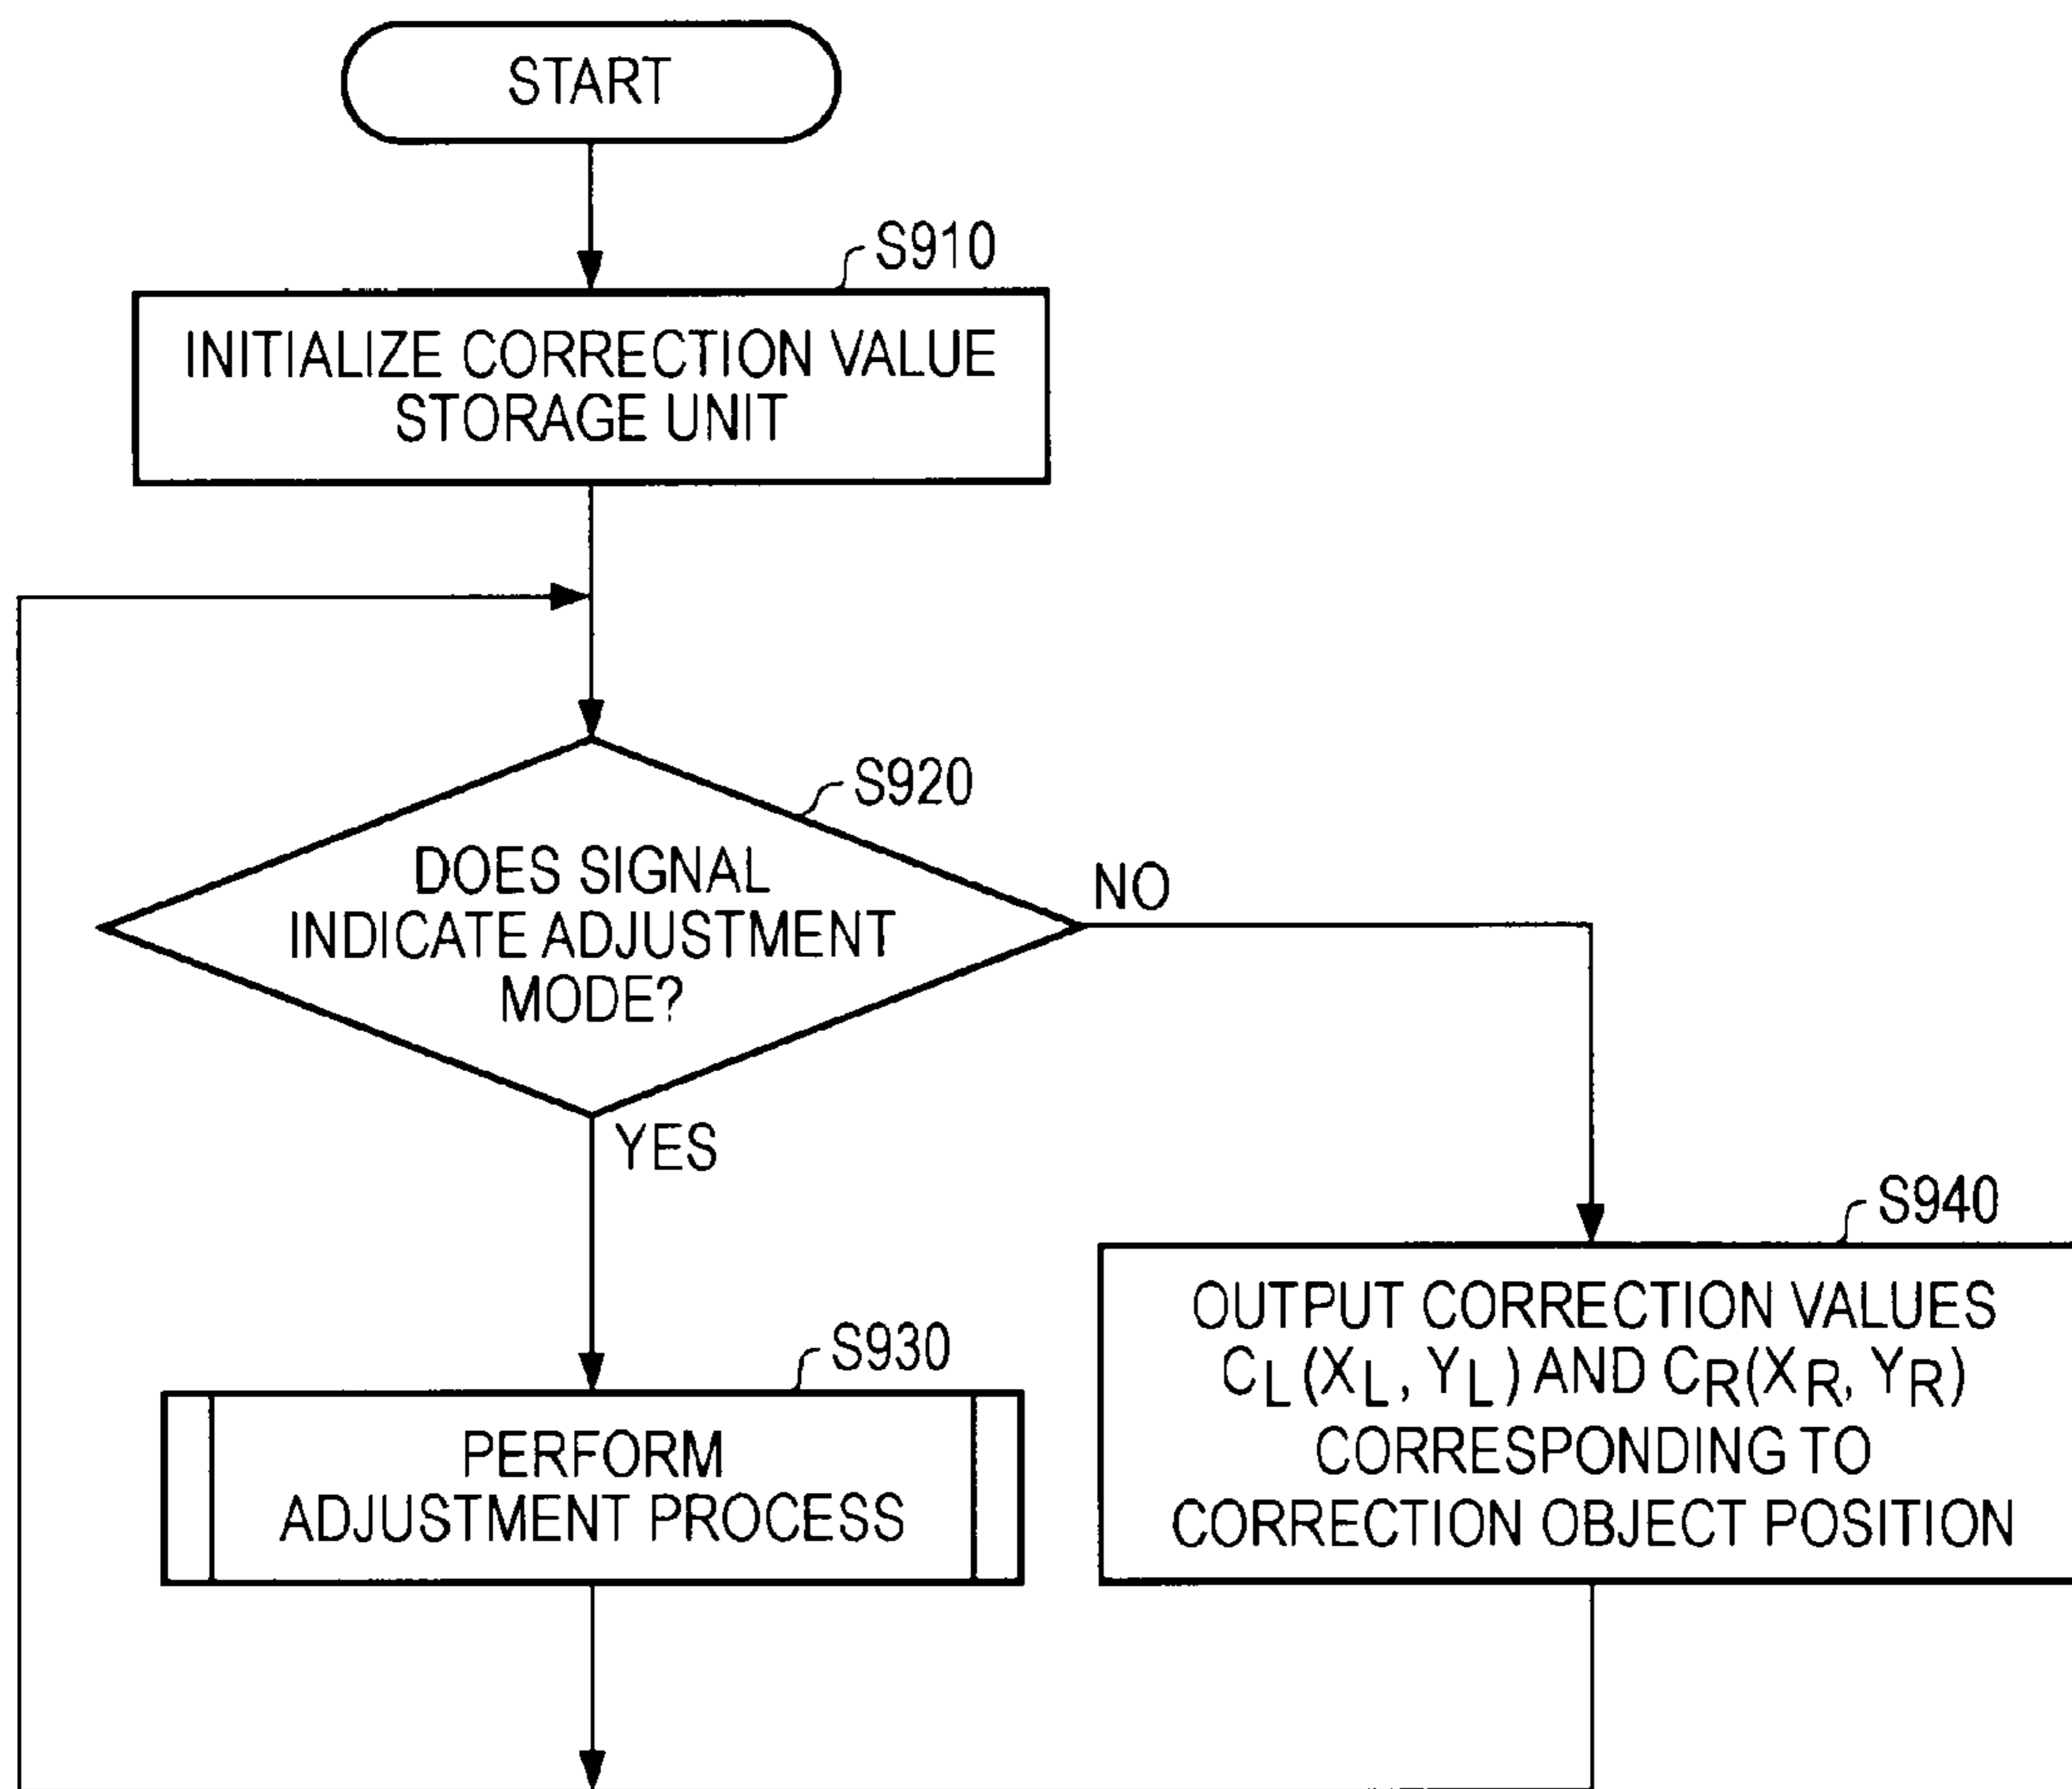 START
S910
INITIALIZE CORRECTION VALUE
STORAGE UNIT
S920
DOES SIGNAL
INDICATE ADJUSTMENT
MODE?
NO
YES
S930
PERFORM
ADJUSTMENT PROCESS
S940
OUTPUT CORRECTION VALUES
CL(XL, YL) AND CR(XR, YR)
CORRESPONDING TO
CORRECTION OBJECT POSITION